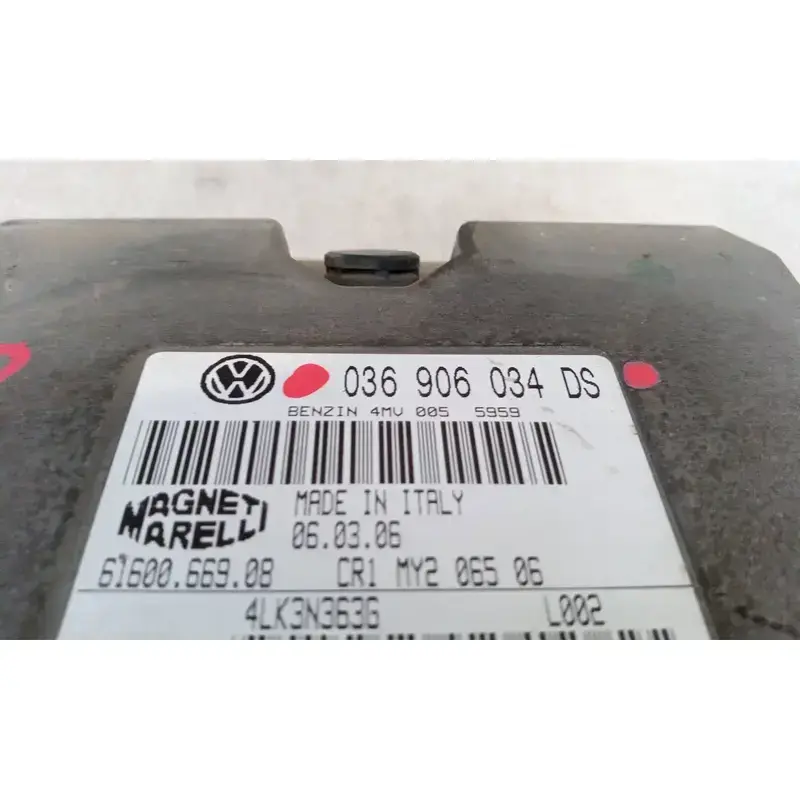 036 906 034 DS
BENZIN 4MV 005 5959
MAGNETI MARELLI
MADE IN ITALY
06.03.06
61600.669.08 CR1 MY2 065 06
4LK3N363G L002